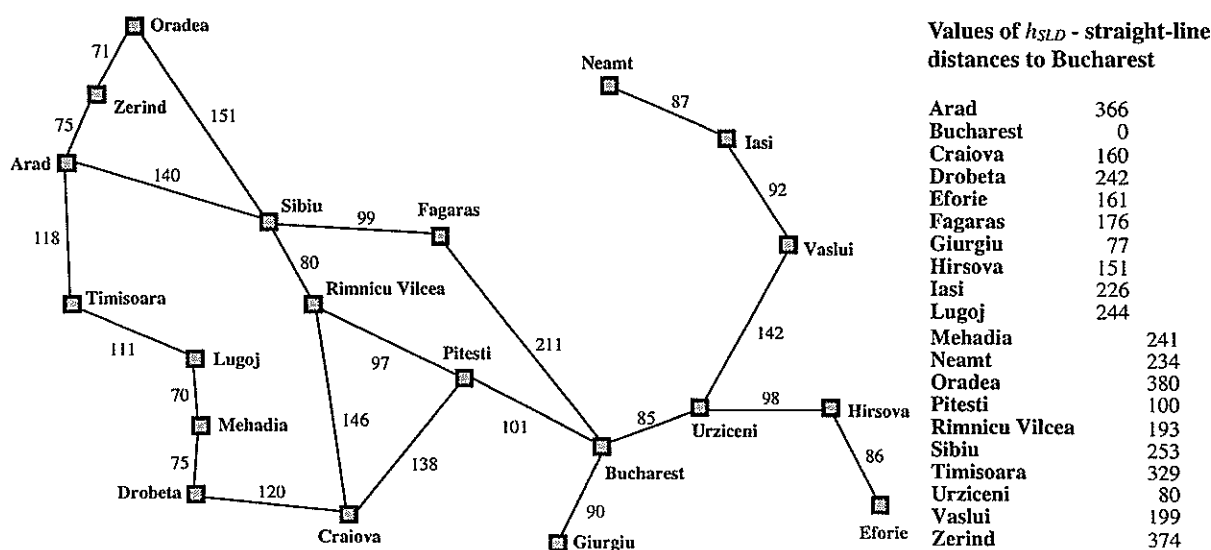 Oradea
71
Zerind
75
151
Arad
140
118
Sibiu
99
Fagaras
80
Rimnicu Vilcea
Timisoara
111
Lugoj
70
Mehadia
75
Drobeta
120
Craiova
146
97
Pitesti
138
101
211
Bucharest
90
Giurgiu
85
Urziceni
98
Hirsova
86
Eforie
142
Vaslui
92
Iasi
87
Neamt
Values of hSLD - straight-line
distances to Bucharest
Arad 366
Bucharest 0
Craiova 160
Drobeta 242
Eforie 161
Fagaras 176
Giurgiu 77
Hirsova 151
Iasi 226
Lugoj 244
Mehadia 241
Neamt 234
Oradea 380
Pitesti 100
Rimnicu Vilcea 193
Sibiu 253
Timisoara 329
Urziceni 80
Vaslui 199
Zerind 374